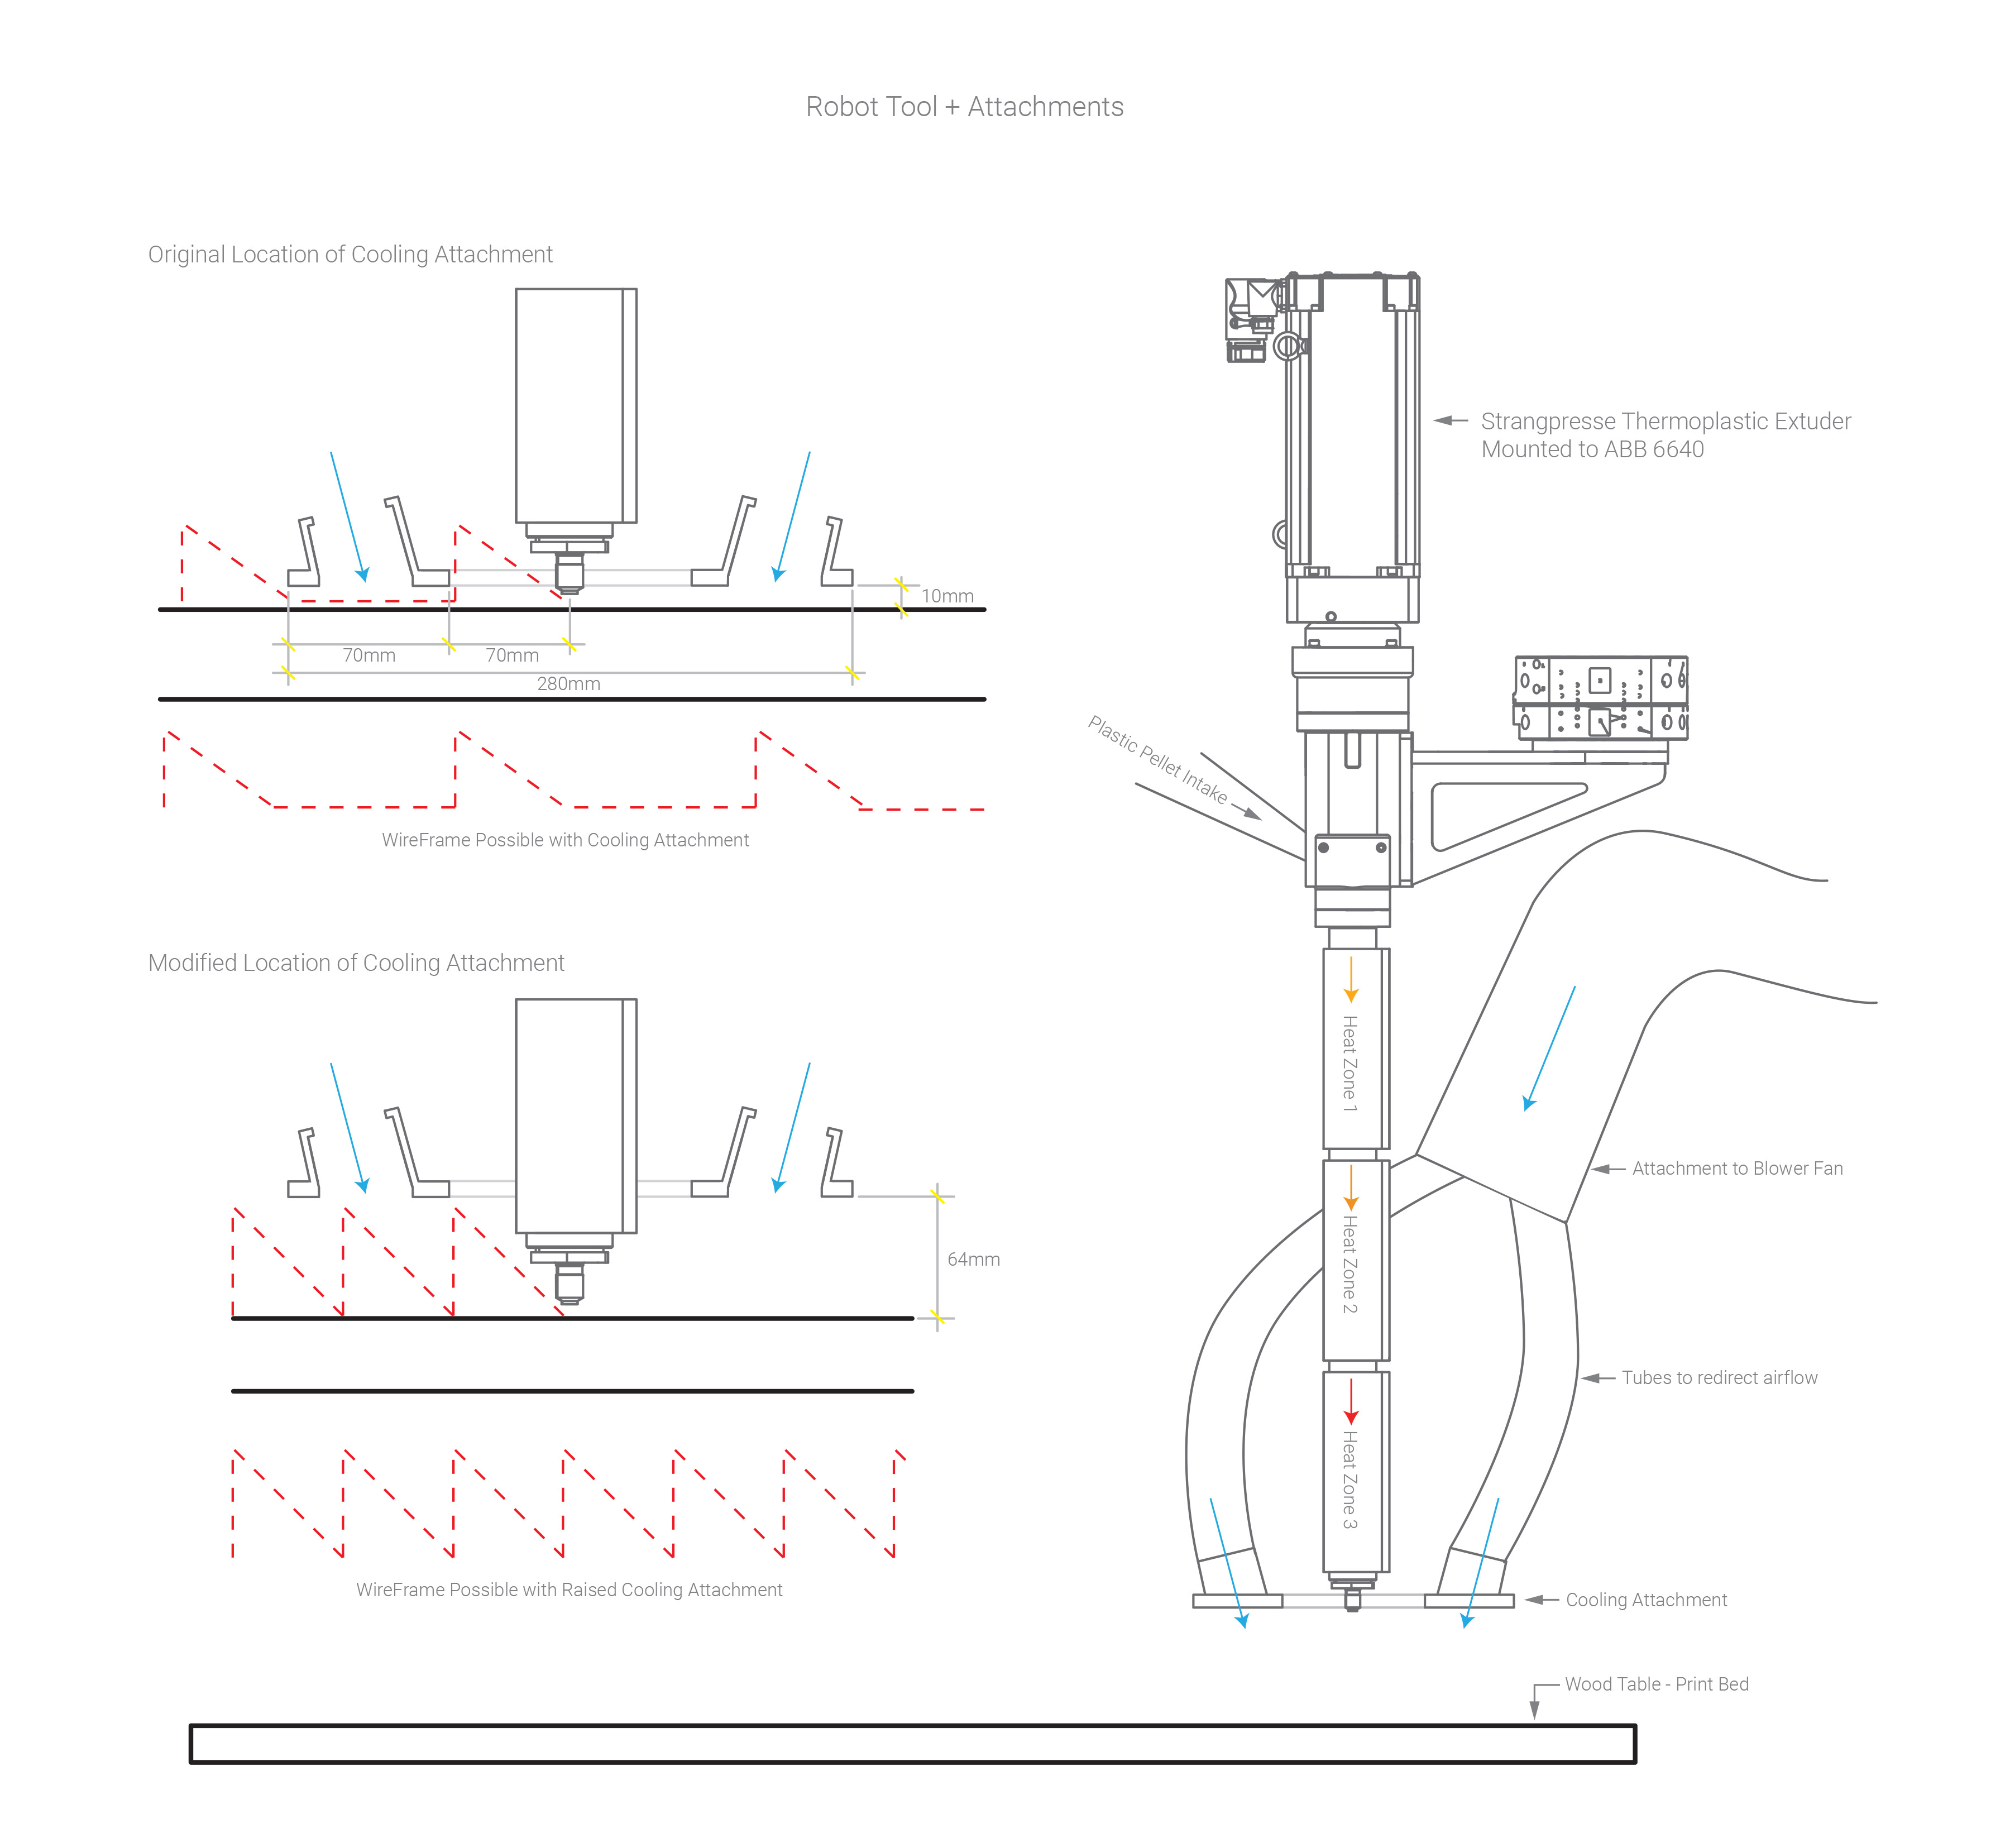 Robot Tool + Attachments
Original Location of Cooling Attachment
10mm
70mm
70mm
280mm
WireFrame Possible with Cooling Attachment
Modified Location of Cooling Attachment
64mm
WireFrame Possible with Raised Cooling Attachment
Strangpresse Thermoplastic Extuder
Mounted to ABB 6640
Plastic Pellet Intake
Heat Zone 1
Attachment to Blower Fan
Heat Zone 2
Tubes to redirect airflow
Heat Zone 3
Cooling Attachment
Wood Table - Print Bed